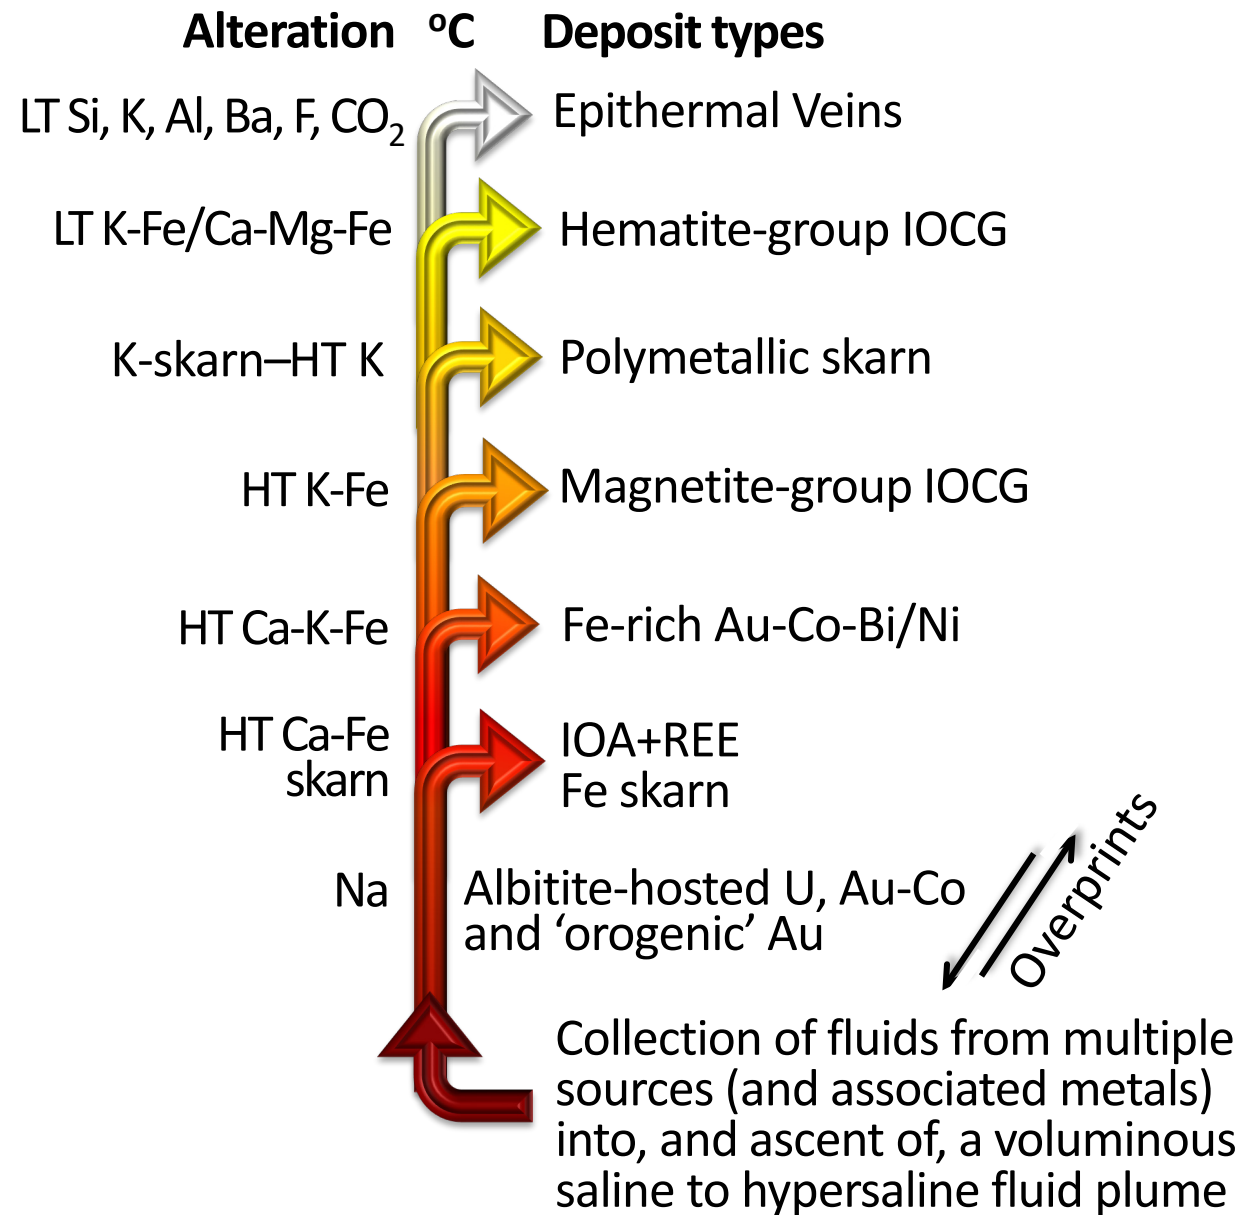 Alteration °C Deposit types
LT Si, K, Al, Ba, F, CO₂ Epithermal Veins
LT K-Fe/Ca-Mg-Fe Hematite-group IOCG
K-skarn–HT K Polymetallic skarn
HT K-Fe Magnetite-group IOCG
HT Ca-K-Fe Fe-rich Au-Co-Bi/Ni
HT Ca-Fe
skarn
IOA+REE
Fe skarn
Na
Albitite-hosted U, Au-Co
and ‘orogenic’ Au
Overprints
Collection of fluids from multiple
sources (and associated metals)
into, and ascent of, a voluminous
saline to hypersaline fluid plume